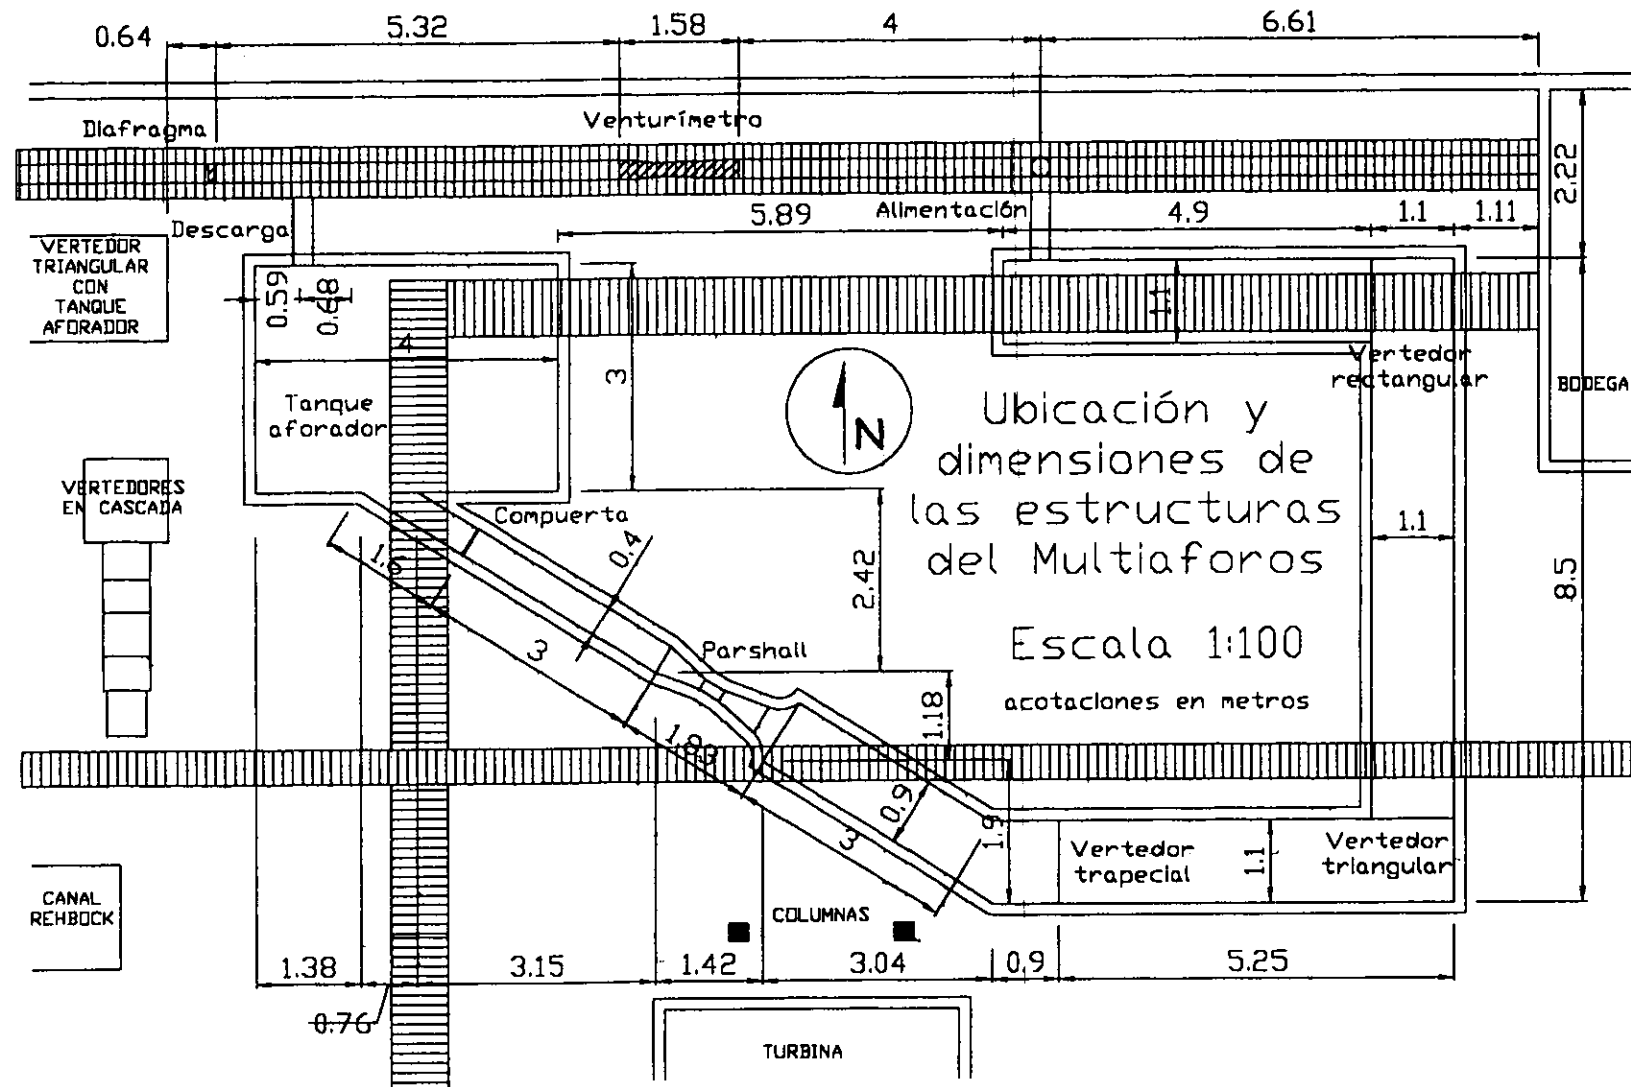 0.64
5.32
1.58
4
6.61
Diafragma
Venturímetro
2.22
Descarga
5.89
Alimentación
4.9
1.1
1.11
VERTEDOR
TRIANGULAR
CON
TANQUE
AFORADOR
0.59
0.68
1.1
4
3
Vertedor
rectangular
BODEGA
Tanque
aforador
N
Ubicación y
dimensiones de
las estructuras
del Multiaforos
Escala 1:100
acotaciones en metros
VERTEDORES
EN CASCADA
Compuerta
1.6
0.4
2.42
1.1
8.5
3
Parshall
1.18
1.83
0.9
3
1.9
Vertedor
trapecial
1.1
Vertedor
triangular
CANAL
REHBOCK
COLUMNAS
1.38
3.15
1.42
3.04
0.9
5.25
0.76
TURBINA